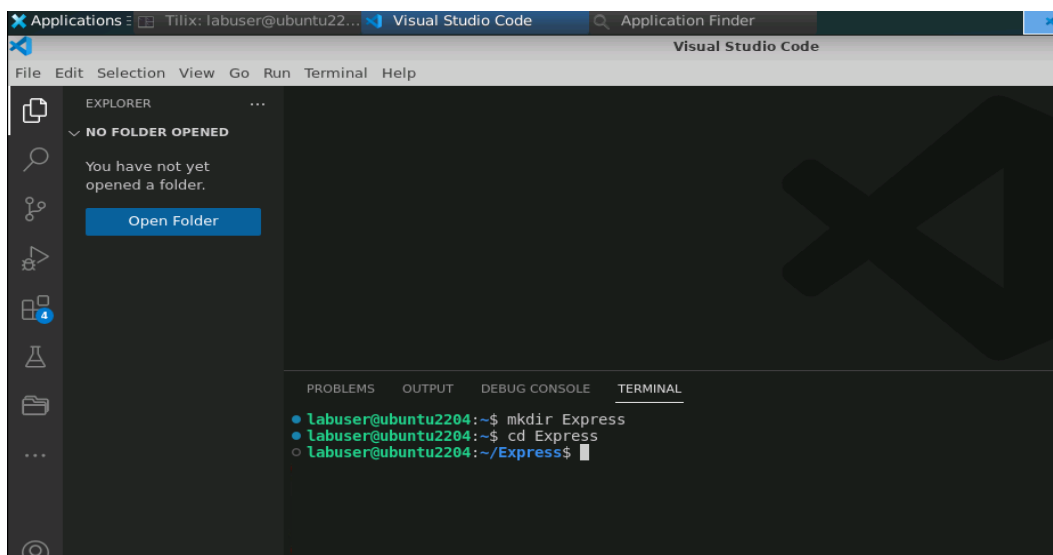 Applications Tilix: labuser@ubuntu22... Visual Studio Code Application Finder
Visual Studio Code
File Edit Selection View Go Run Terminal Help
EXPLORER ...
NO FOLDER OPENED
You have not yet
opened a folder.
Open Folder
4
PROBLEMS OUTPUT DEBUG CONSOLE TERMINAL
labuser@ubuntu2204:~$ mkdir Express
labuser@ubuntu2204:~$ cd Express
labuser@ubuntu2204:~/Express$